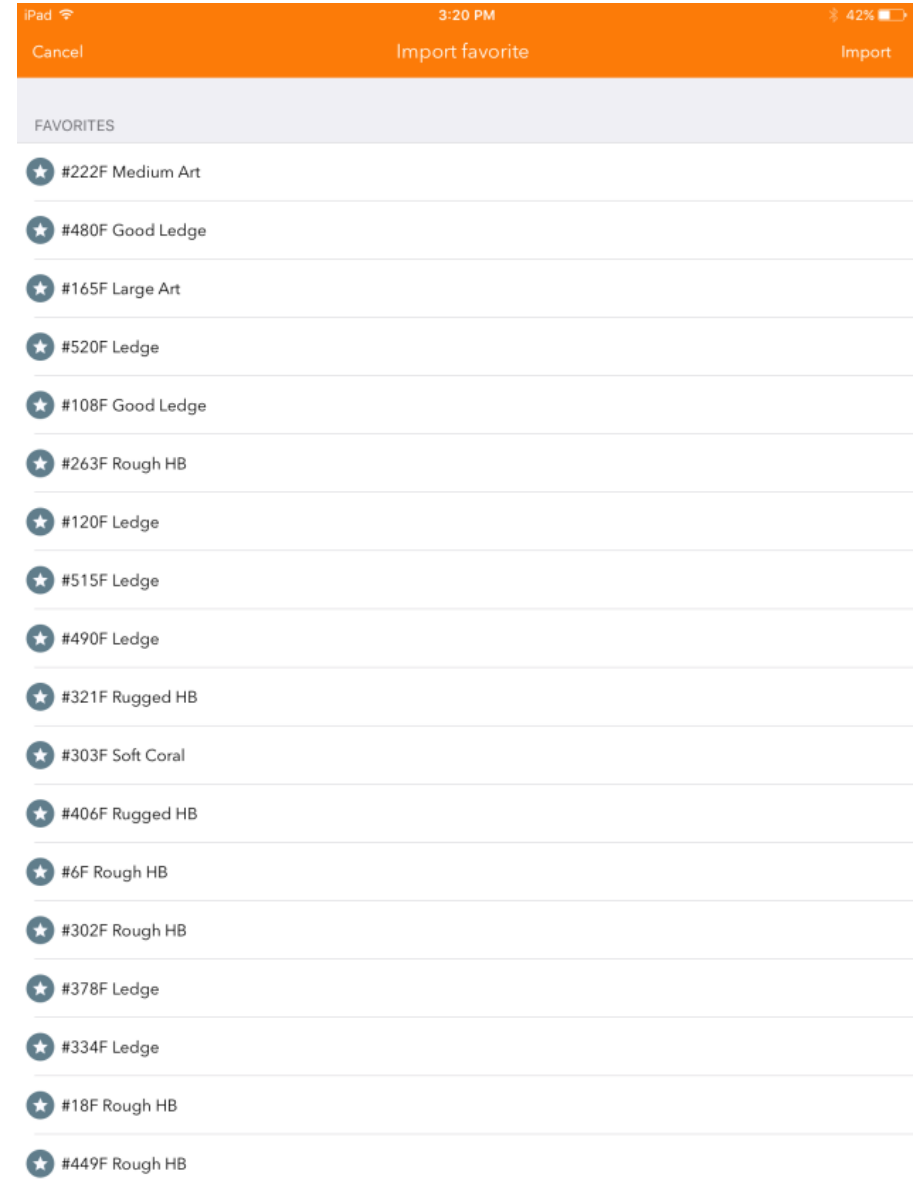 iPad 3:20 PM 42%
Cancel Import favorite Import
FAVORITES
#222F Medium Art
#480F Good Ledge
#165F Large Art
#520F Ledge
#108F Good Ledge
#263F Rough HB
#120F Ledge
#515F Ledge
#490F Ledge
#321F Rugged HB
#303F Soft Coral
#406F Rugged HB
#6F Rough HB
#302F Rough HB
#378F Ledge
#334F Ledge
#18F Rough HB
#449F Rough HB